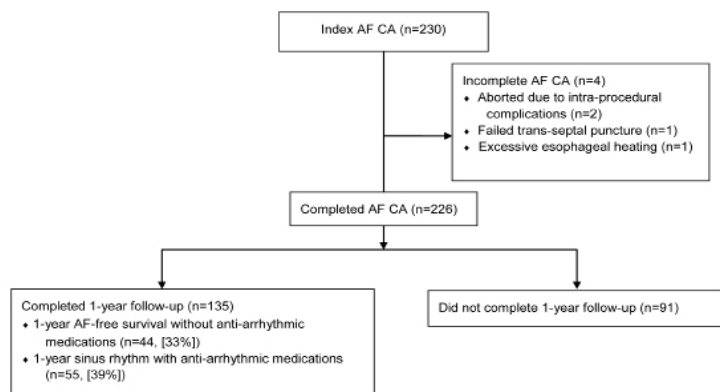 Index AF CA (n=230)
Incomplete AF CA (n=4)
♦ Aborted due to intra-procedural
complications (n=2)
♦ Failed trans-septal puncture (n=1)
♦ Excessive esophageal heating (n=1)
Completed AF CA (n=226)
Completed 1-year follow-up (n=135)
♦ 1-year AF-free survival without anti-arrhythmic
medications (n=44, [33%])
♦ 1-year sinus rhythm with anti-arrhythmic medications
(n=55, [39%])
Did not complete 1-year follow-up (n=91)